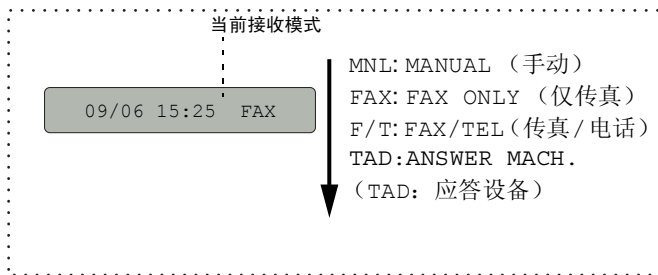 当前接收模式
09/06 15:25 FAX
MNL: MANUAL （手动）
FAX: FAX ONLY （仅传真）
F/T: FAX/TEL（传真/电话）
TAD:ANSWER MACH.
（TAD：应答设备）